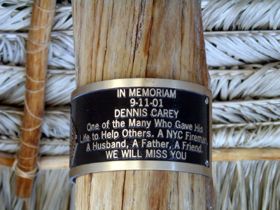 IN MEMORIAM
9-11-01
DENNIS CAREY
One of the Many Who Gave His
Life to Help Others. A NYC Fireman,
A Husband, A Father, A Friend.
WE WILL MISS YOU